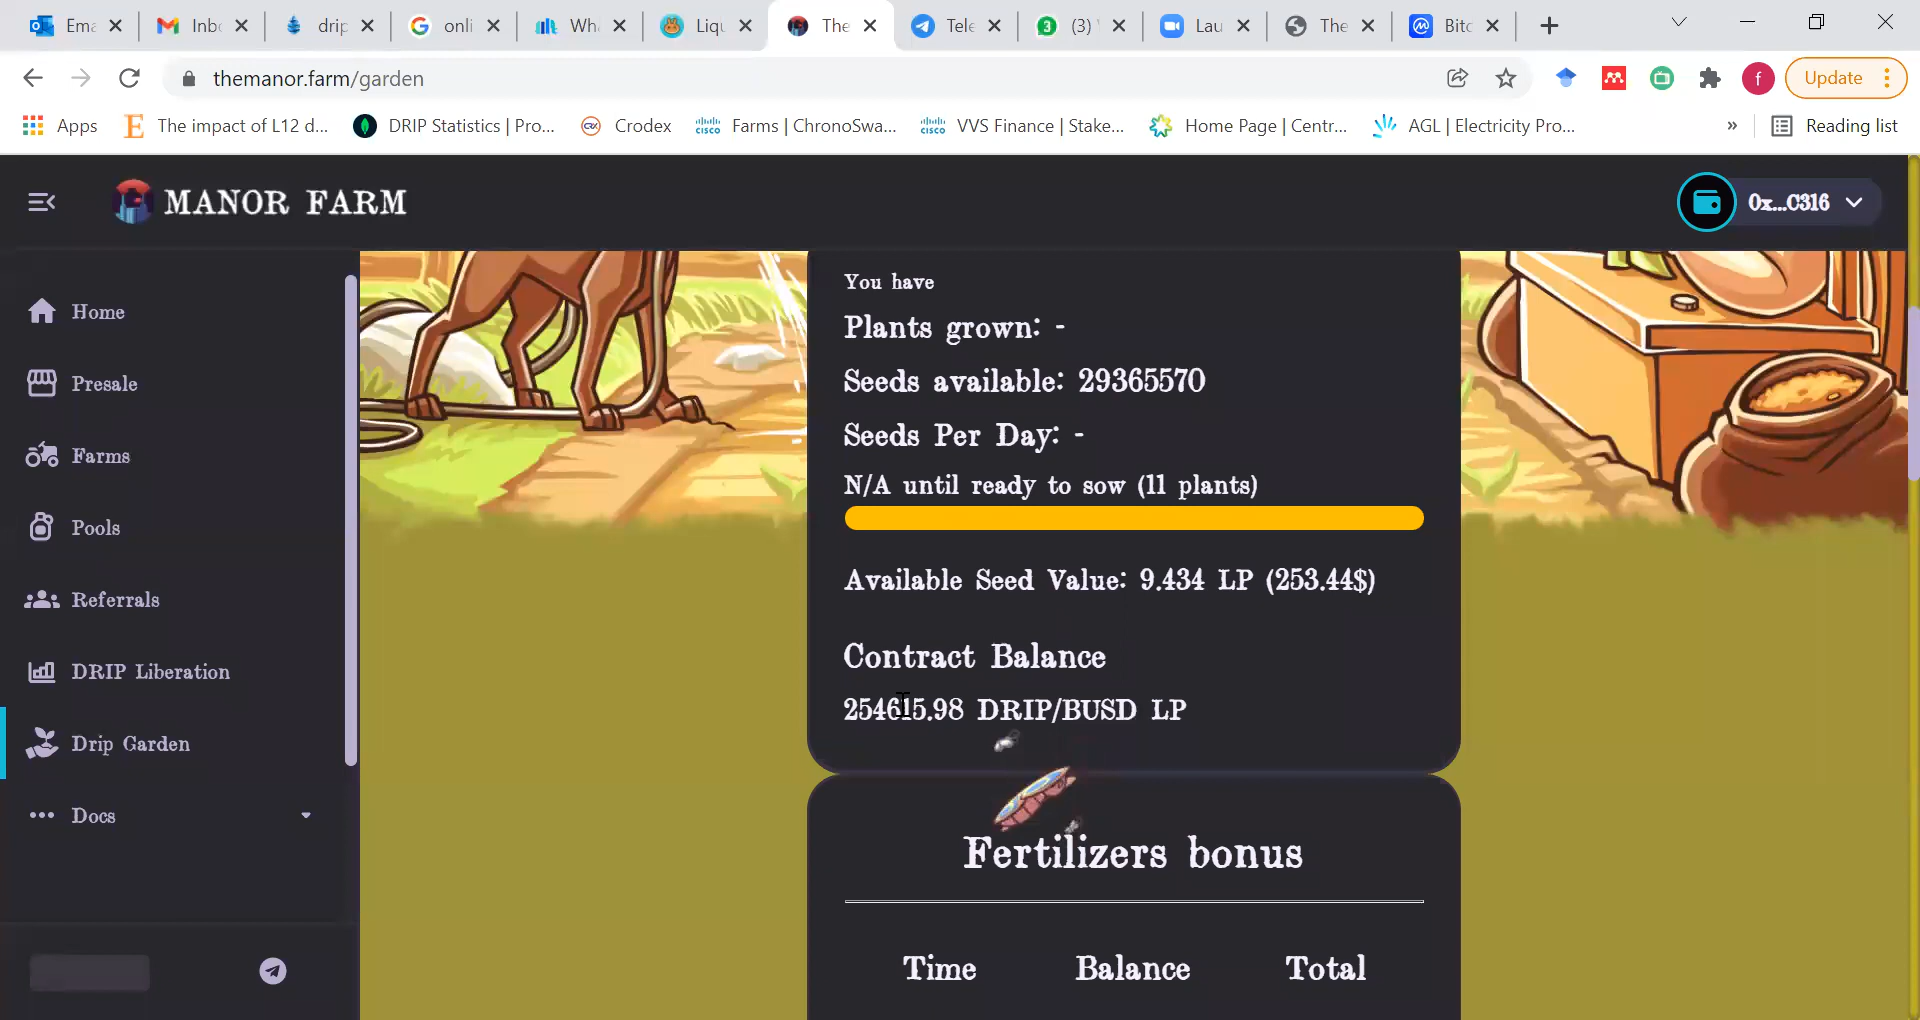 Ema
Inbo
drip
onli
Wha
Liqu
The
Tele
(3)
Lau
The
Bitc
themanor.farm/garden
f
Update
Apps
The impact of L12 d...
DRIP Statistics | Pro...
Crodex
Farms | ChronoSwa...
VVS Finance | Stake...
Home Page | Centr...
AGL | Electricity Pro...
»
Reading list
MANOR FARM
0x...C316
Home
Presale
Farms
Pools
Referrals
DRIP Liberation
Drip Garden
Docs
You have
Plants grown: -
Seeds available: 29365570
Seeds Per Day: -
N/A until ready to sow (11 plants)
Available Seed Value: 9.434 LP (253.44$)
Contract Balance
254615.98 DRIP/BUSD LP
Fertilizers bonus
Time Balance Total